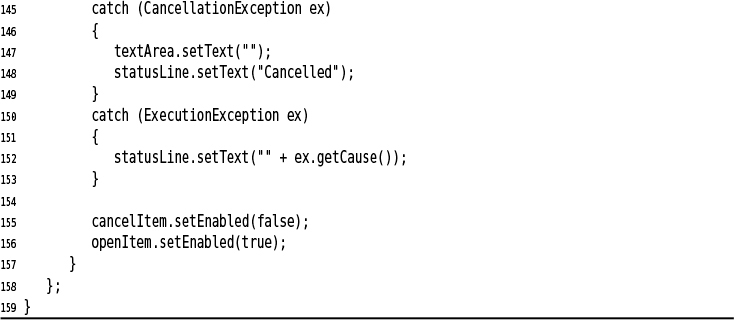 145         catch (CancellationException ex)
146         {
147            textArea.setText("");
148            statusLine.setText("Cancelled");
149         }
150         catch (ExecutionException ex)
151         {
152            statusLine.setText("" + ex.getCause());
153         }
154
155         cancelItem.setEnabled(false);
156         openItem.setEnabled(true);
157      }
158   };
159 }